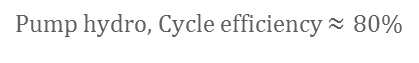 Pump hydro, Cycle efficiency ≈ 80%